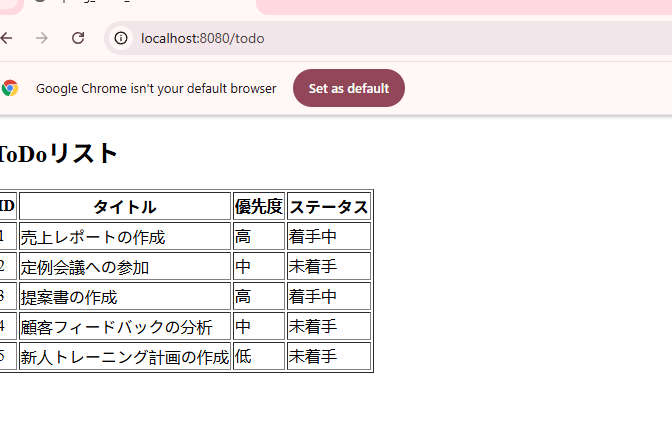 localhost:8080/todo
Google Chrome isn't your default browser Set as default
ToDoリスト
ID タイトル 優先度 ステータス
1 売上レポートの作成 高 着手中
2 定例会議への参加 中 未着手
3 提案書の作成 高 着手中
4 顧客フィードバックの分析 中 未着手
5 新人トレーニング計画の作成 低 未着手